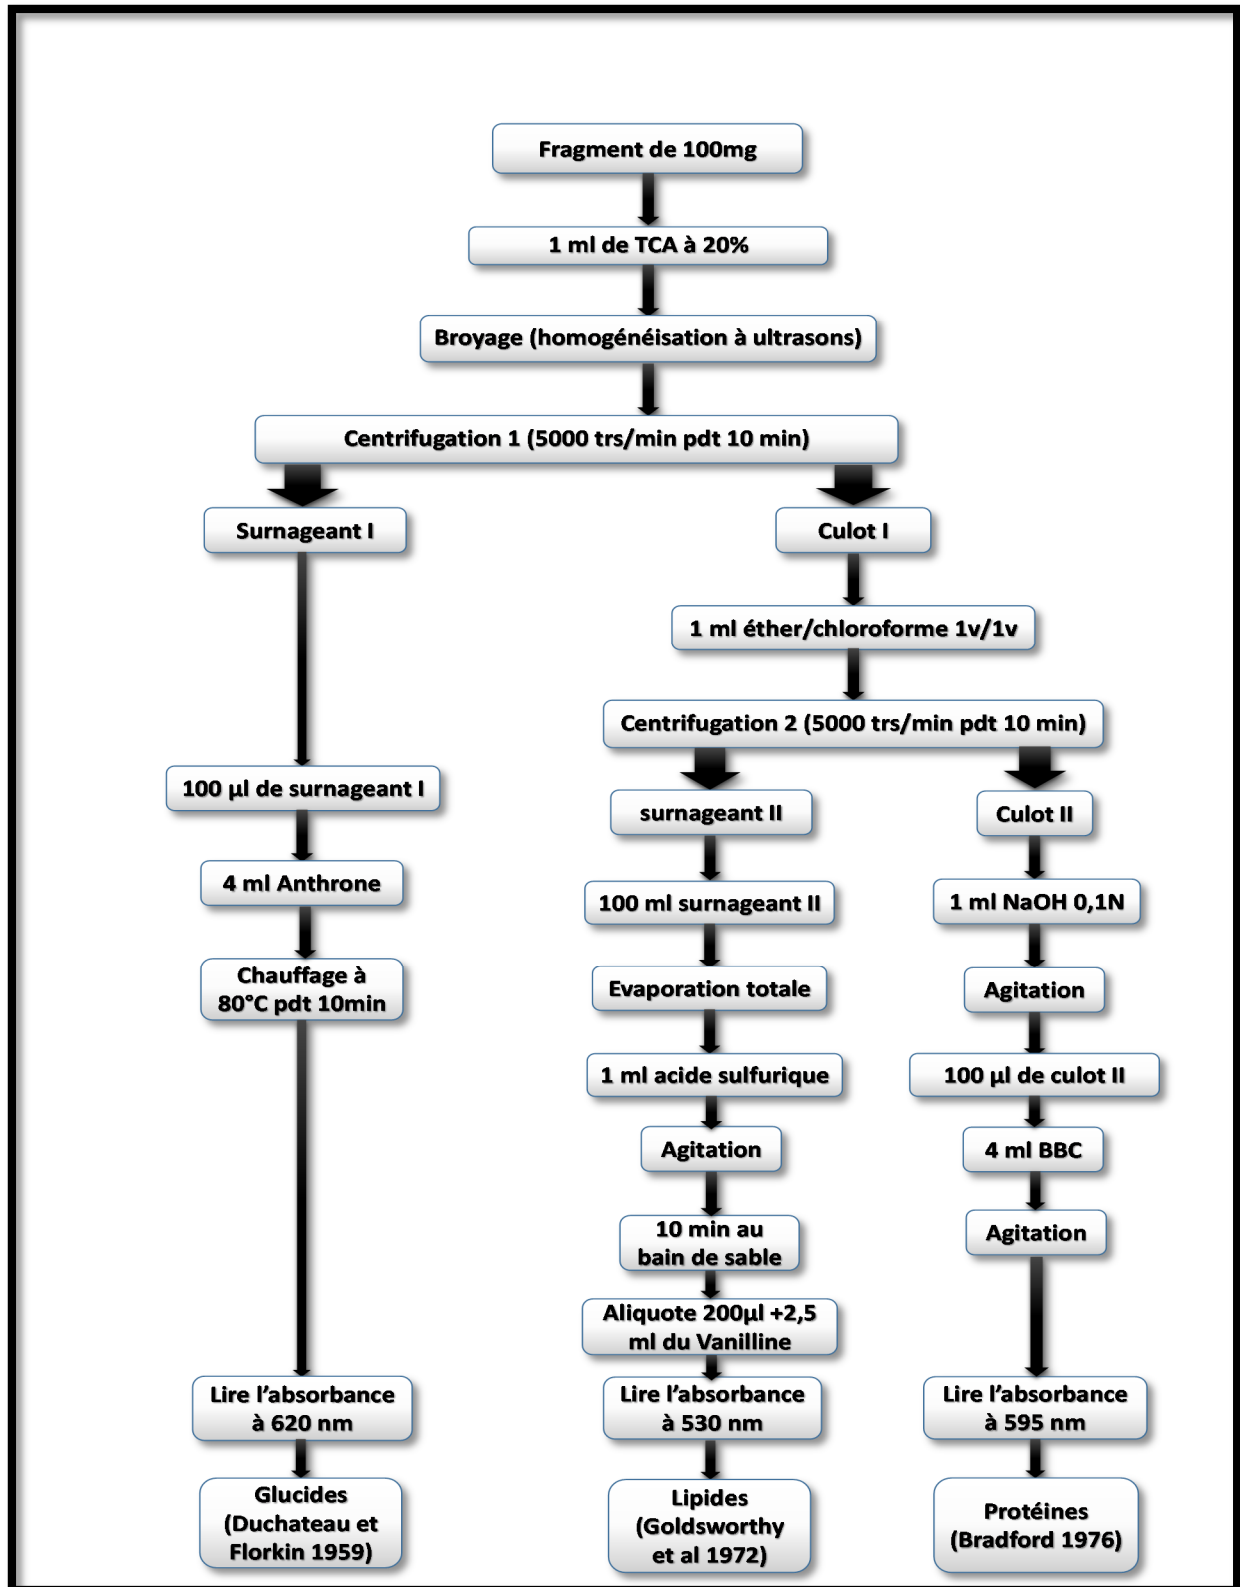 Fragment de 100mg
1 ml de TCA à 20%
Broyage (homogénéisation à ultrasons)
Centrifugation 1 (5000 trs/min pdt 10 min)
Surnageant I
Culot I
1 ml éther/chloroforme 1v/1v
Centrifugation 2 (5000 trs/min pdt 10 min)
100 µl de surnageant I
4 ml Anthrone
Chauffage à
80°C pdt 10min
surnageant II
Culot II
100 ml surnageant II
1 ml NaOH 0,1N
Evaporation totale
Agitation
1 ml acide sulfurique
100 µl de culot II
Agitation
4 ml BBC
10 min au
bain de sable
Agitation
Aliquote 200µl +2,5
ml du Vanilline
Lire l’absorbance
à 620 nm
Lire l’absorbance
à 530 nm
Lire l’absorbance
à 595 nm
Glucides
(Duchateau et
Florkin 1959)
Lipides
(Goldsworthy
et al 1972)
Protéines
(Bradford 1976)